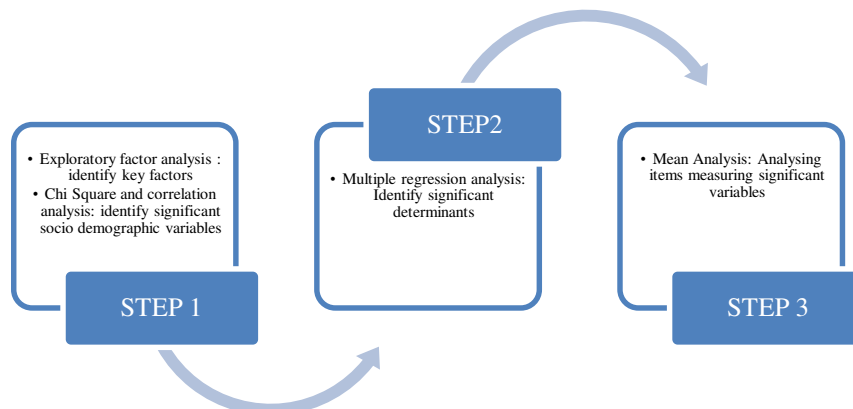 • Exploratory factor analysis :
identify key factors
• Chi Square and correlation
analysis: identify significant
socio demographic variables
STEP 1
STEP2
• Multiple regression analysis:
Identify significant
determinants
• Mean Analysis: Analysing
items measuring significant
variables
STEP 3